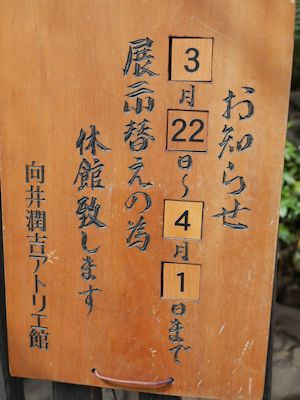 お知らせ
3月22日～4月1日まで
展示替えの為
休館致します
向井潤吉アトリエ館